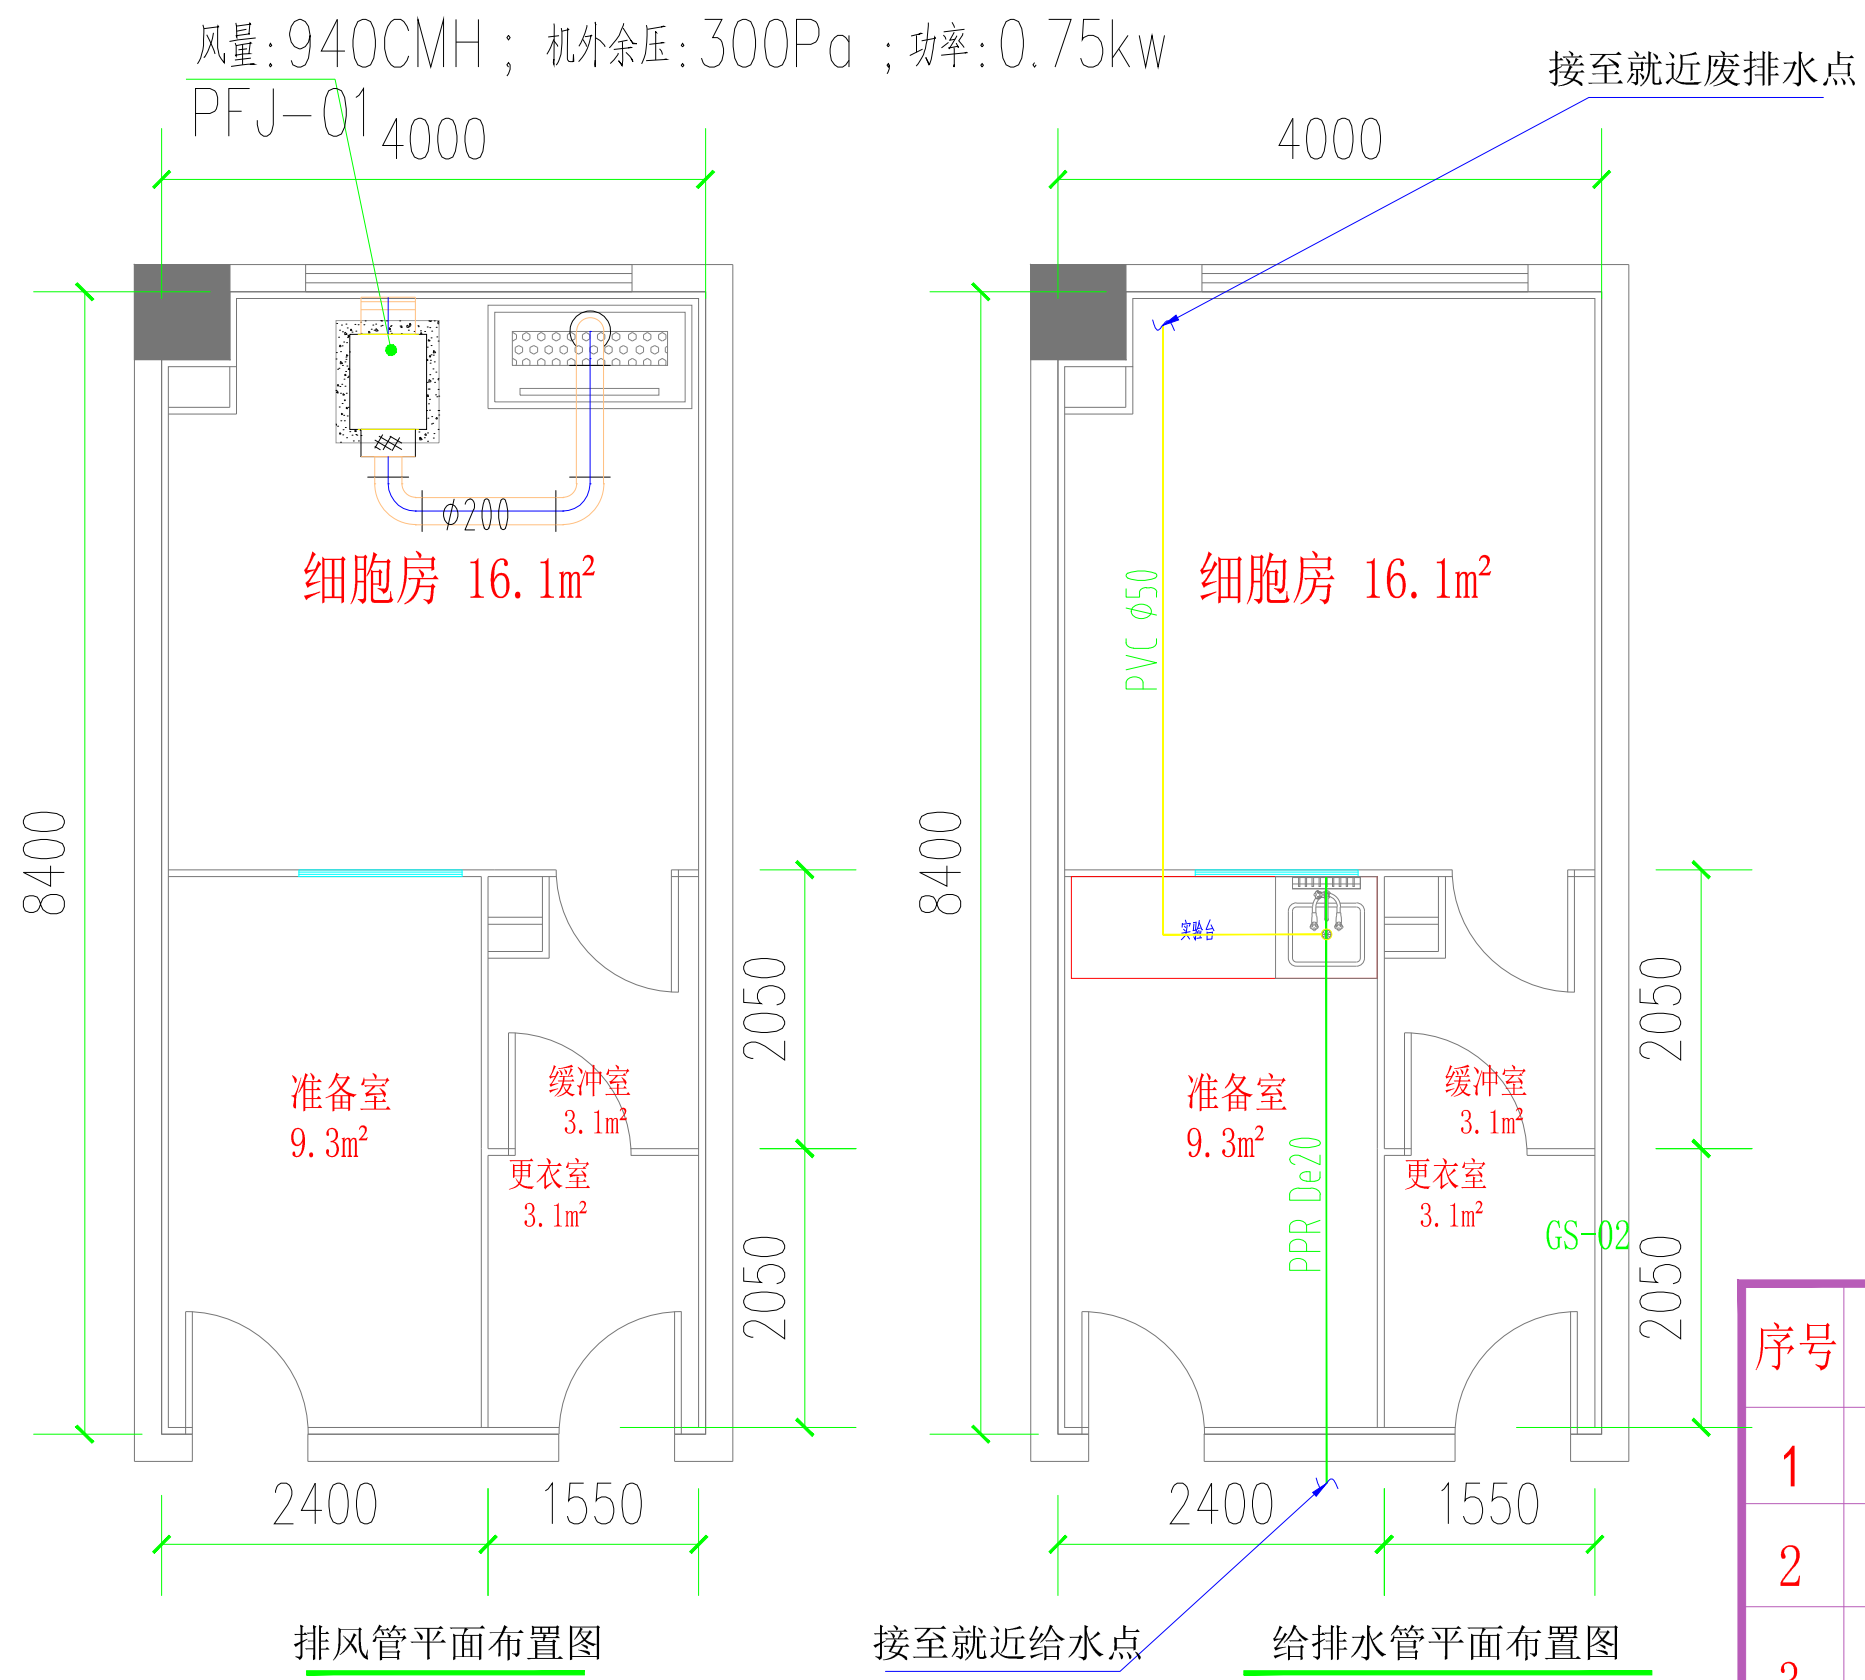 风量:940CMH ; 机外余压:300Pa ;功率:0.75kw
PFJ-01
4000
8400
ϕ200
细胞房 16.1m²
准备室
9.3m²
缓冲室
3.1m²
更衣室
3.1m²
2050
2050
2400
1550
排风管平面布置图
接至就近废排水点
4000
8400
PVC ϕ50
细胞房 16.1m²
实验台
准备室
9.3m²
PPR De20
缓冲室
3.1m²
更衣室
3.1m²
GS-02
2050
2050
2400
1550
接至就近给水点
给排水管平面布置图
序号
1
2